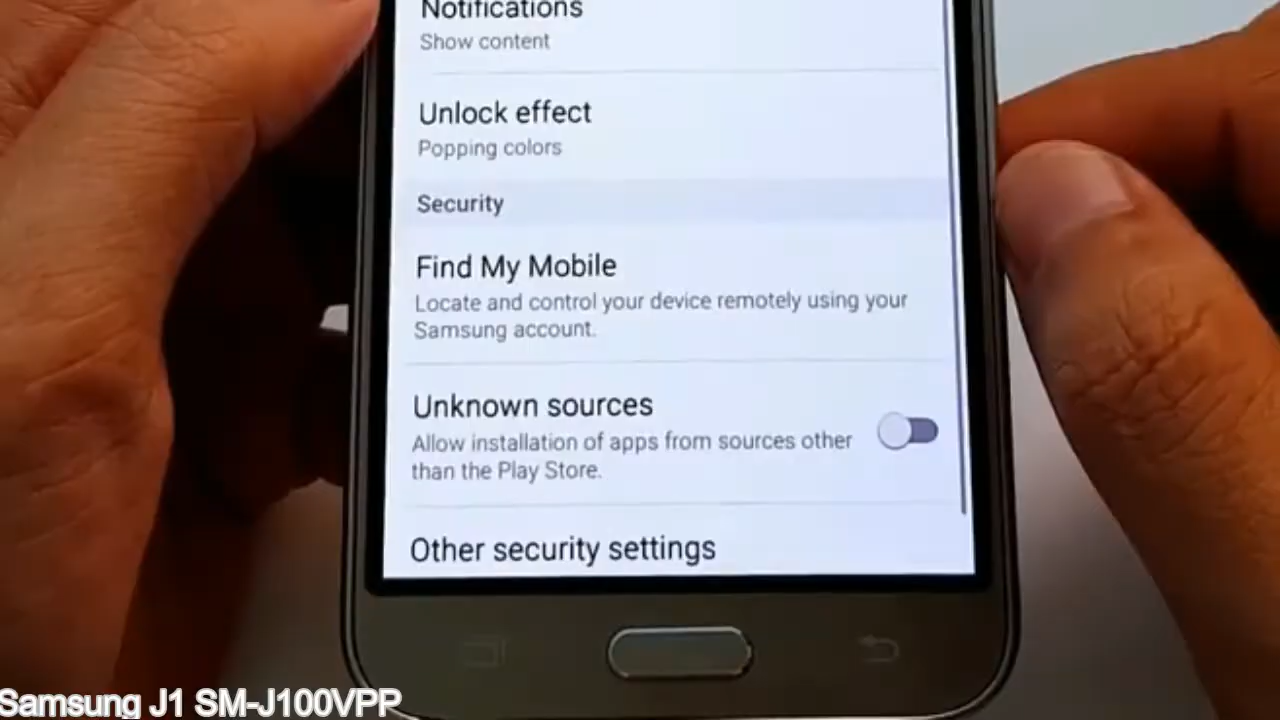 Notifications
Show content
Unlock effect
Popping colors
Security
Find My Mobile
Locate and control your device remotely using your
Samsung account.
Unknown sources
Allow installation of apps from sources other
than the Play Store.
Other security settings
Samsung J1 SM-J100VPP